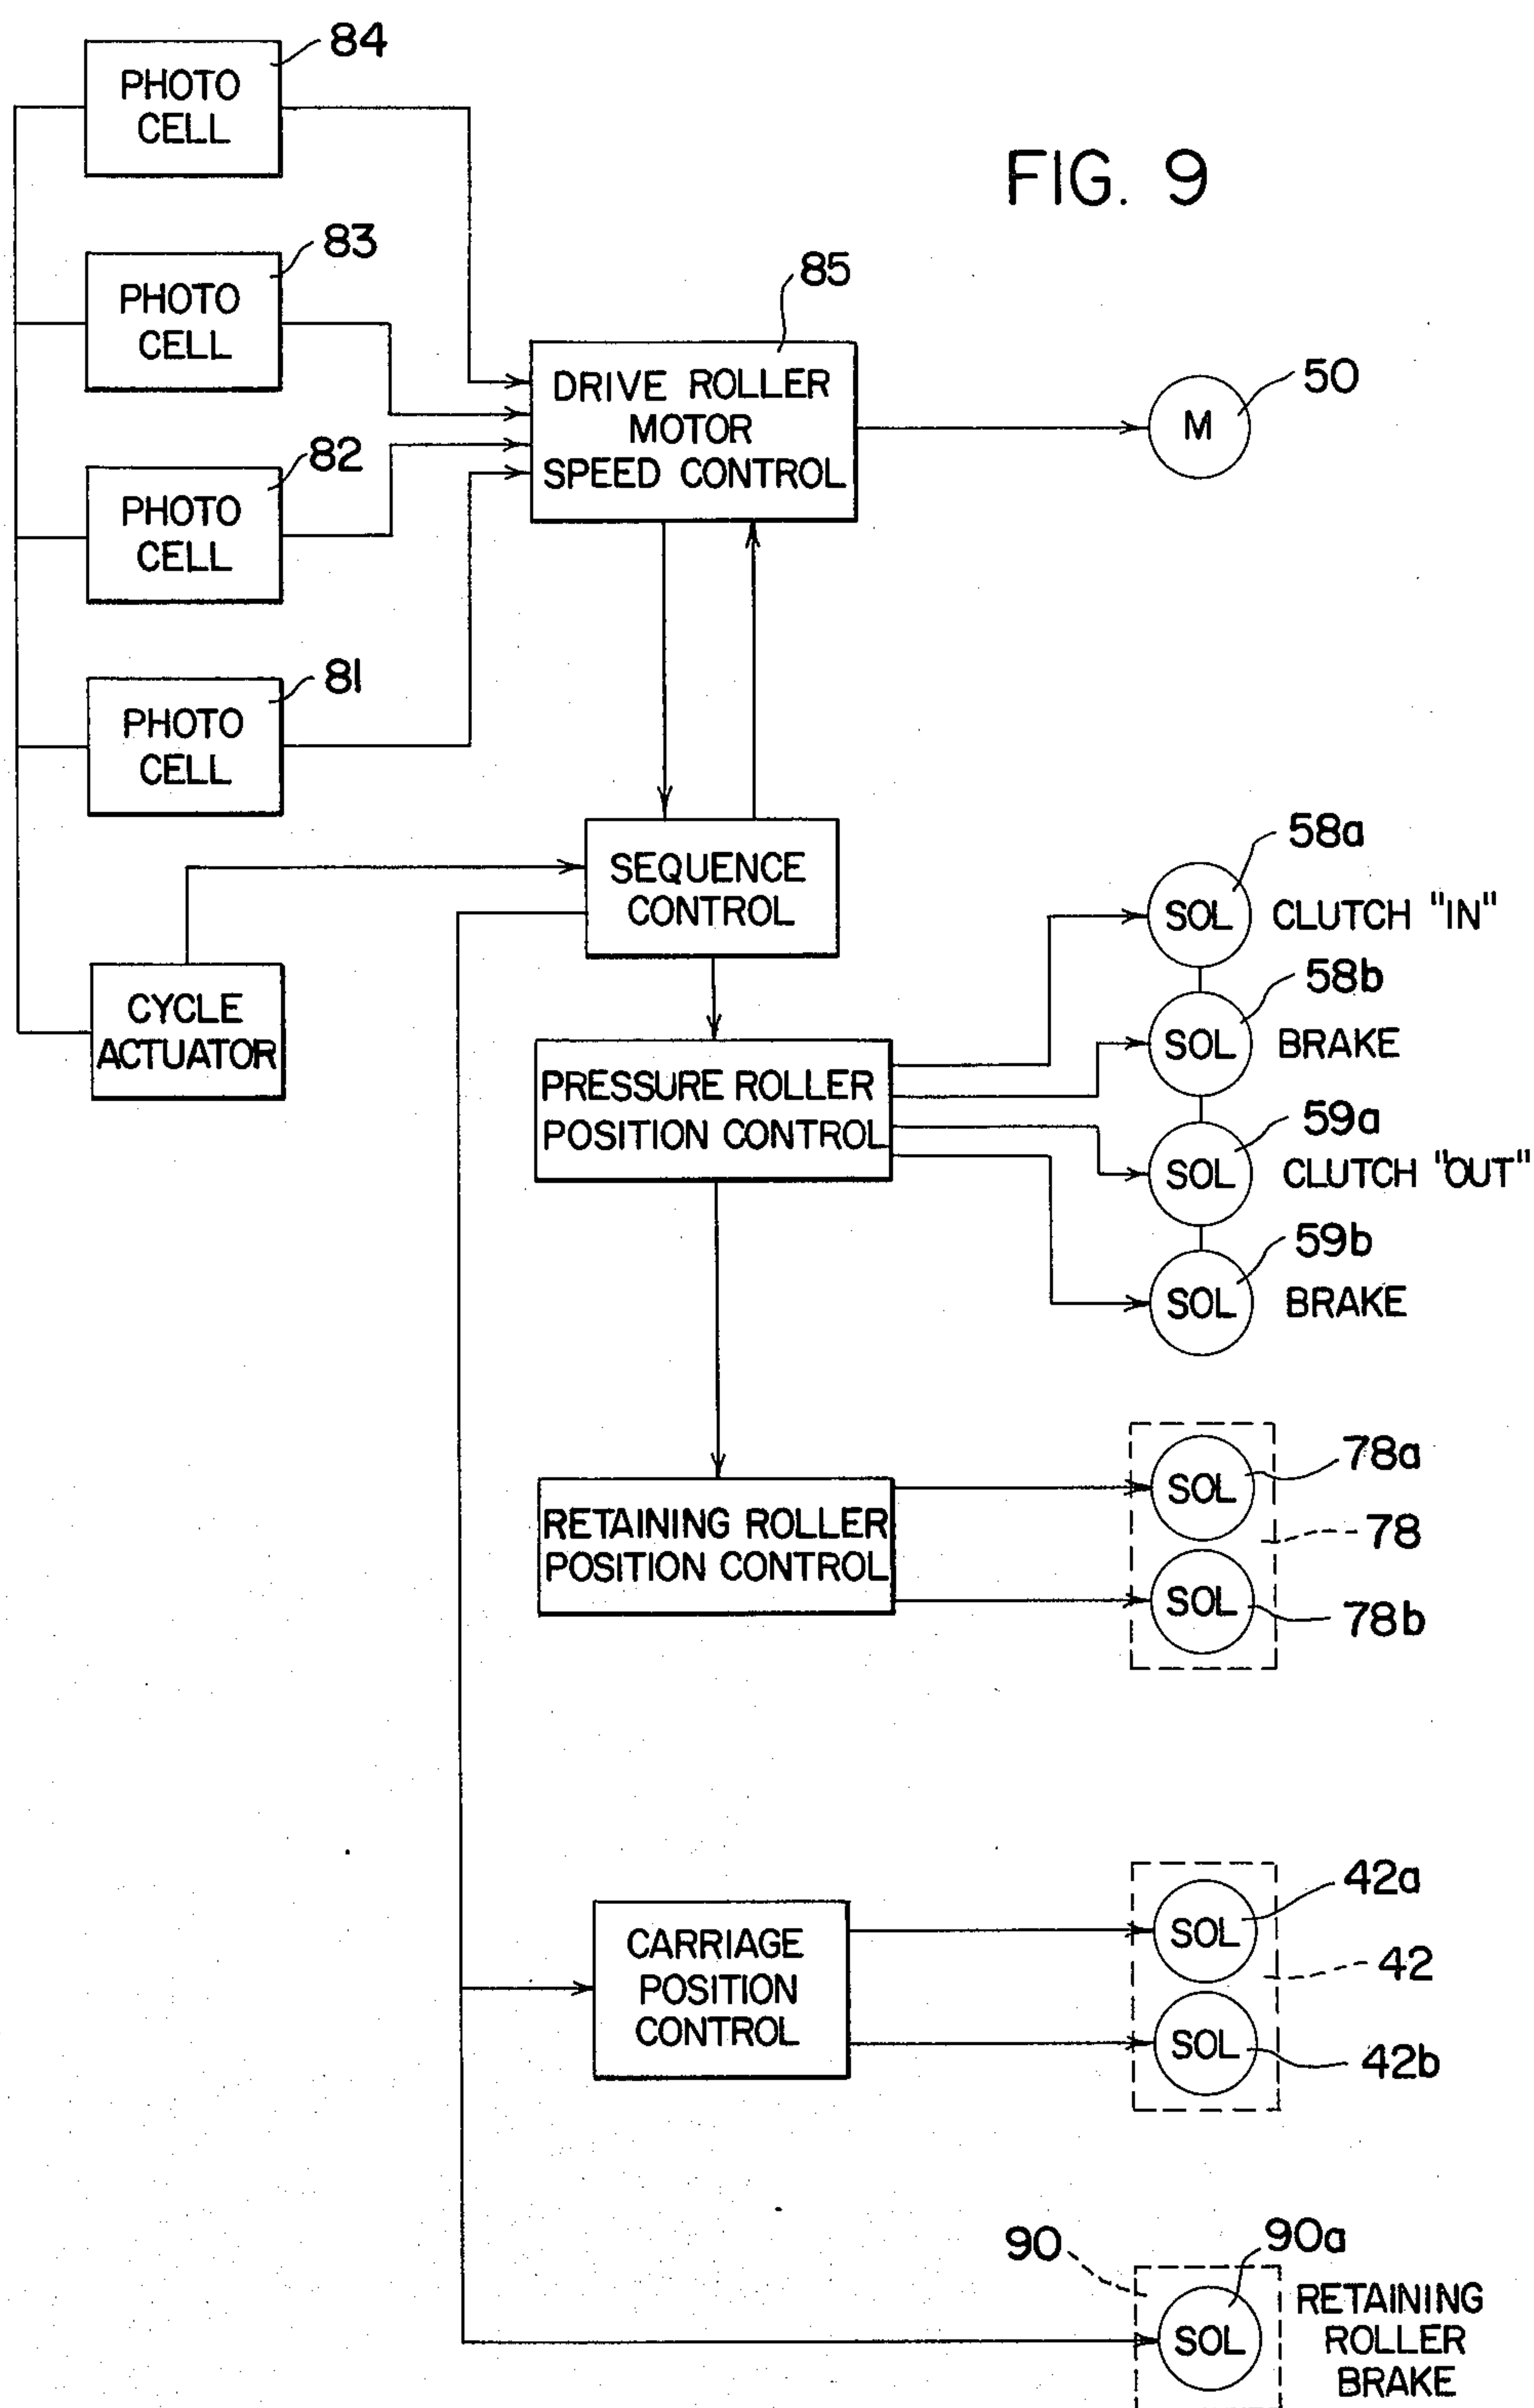 84
PHOTO
CELL
FIG. 9
83
PHOTO
CELL
85
DRIVE ROLLER
MOTOR
SPEED CONTROL
50
M
82
PHOTO
CELL
81
PHOTO
CELL
SEQUENCE
CONTROL
58a
SOL CLUTCH "IN"
58b
SOL BRAKE
CYCLE
ACTUATOR
PRESSURE ROLLER
POSITION CONTROL
59a
SOL CLUTCH "OUT"
59b
SOL BRAKE
RETAINING ROLLER
POSITION CONTROL
78a
SOL
78
SOL
78b
CARRIAGE
POSITION
CONTROL
42a
SOL
42
SOL
42b
90
90a
SOL
RETAINING
ROLLER
BRAKE